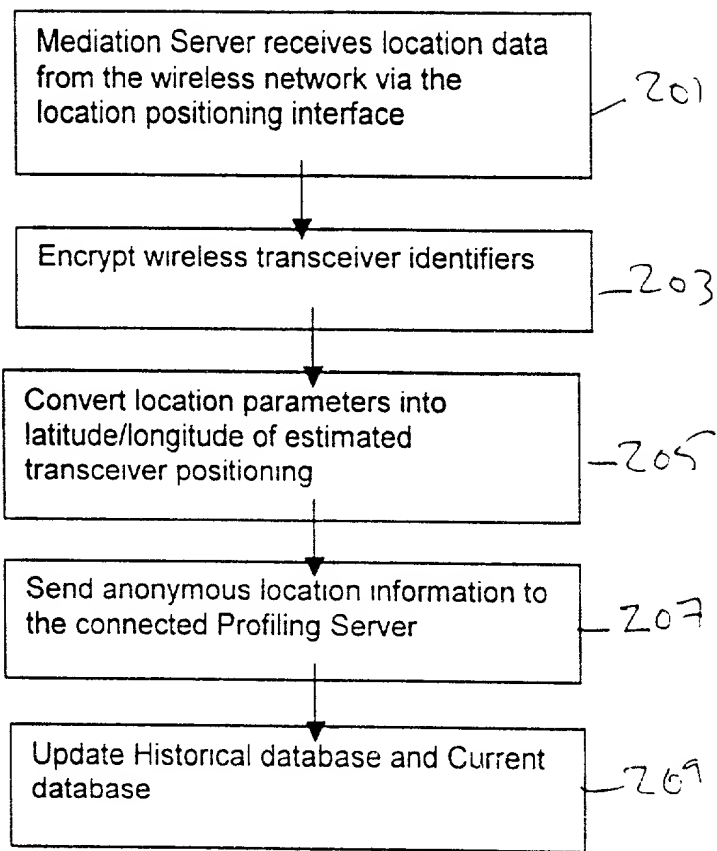 Mediation Server receives location data
from the wireless network via the
location positioning interface
201
Encrypt wireless transceiver identifiers
203
Convert location parameters into
latitude/longitude of estimated
transceiver positioning
205
Send anonymous location information to
the connected Profiling Server
207
Update Historical database and Current
database
209